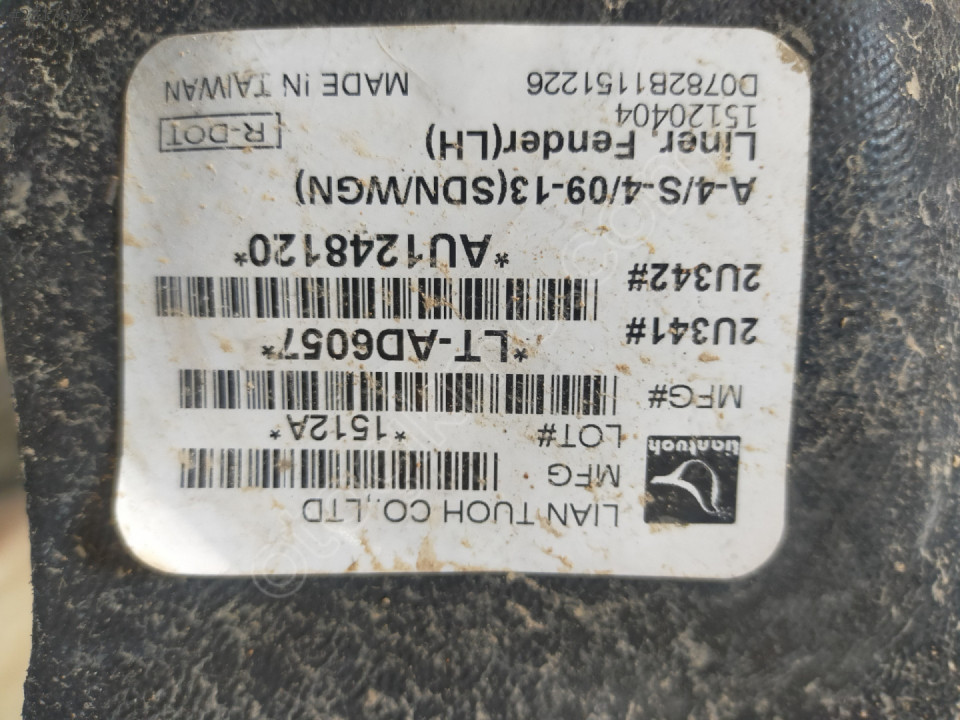 LIAN TUOH CO.,LTD
liantuoh
MFG
LOT#
*1512A*
MFG#
*LT-AD6057*
2U341#
2U342#
*AU1248120*
A-4/S-4/09-13(SDN/WGN)
Liner, Fender(LH)
R-DOT
15120404
D0782B1151226
MADE IN TAIWAN